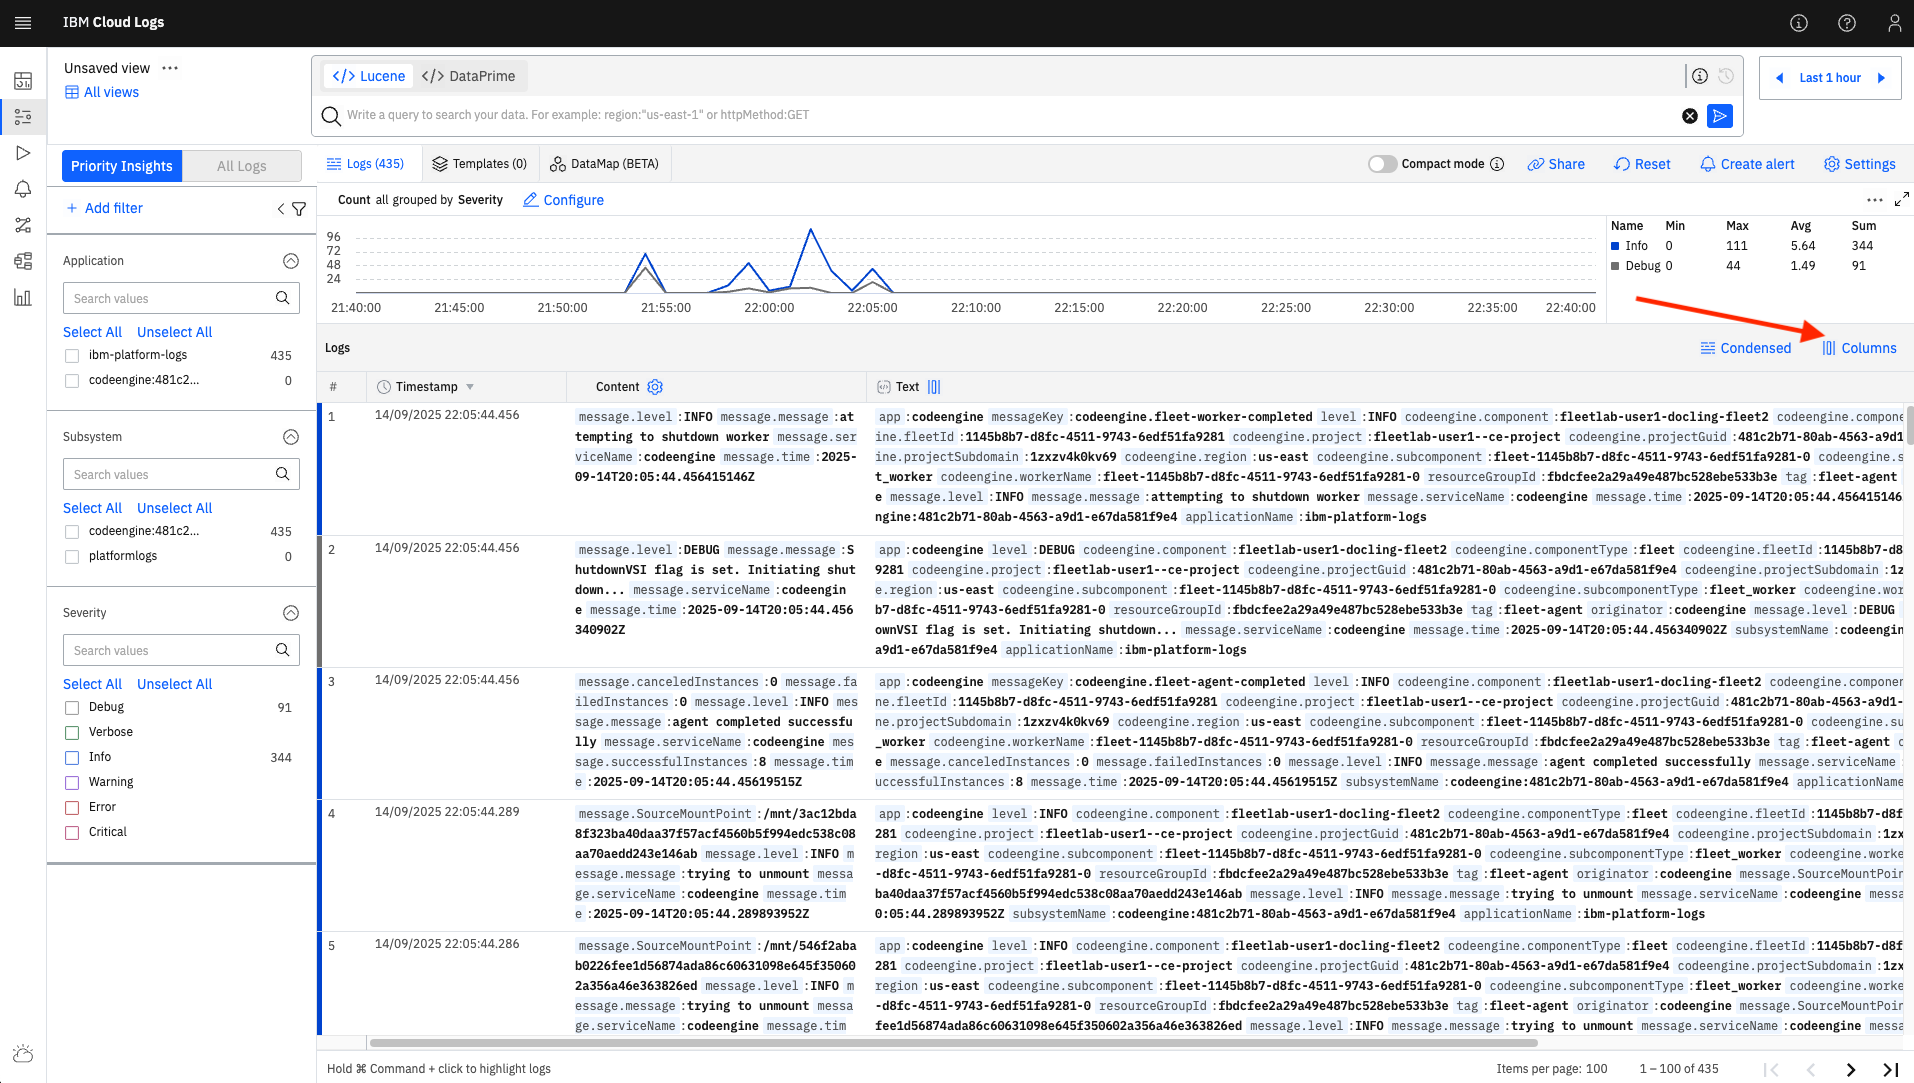 IBM Cloud Logs
Unsaved view ...
All views
</> Lucene </> DataPrime
Write a query to search your data. For example: region:"us-east-1" or httpMethod:GET
Last 1 hour
Priority Insights All Logs
Logs (435) Templates (0) DataMap (BETA)
Compact mode Share Reset Create alert Settings
+ Add filter
Count all grouped by Severity Configure
96
72
48
24
21:40:00 21:45:00 21:50:00 21:55:00 22:00:00 22:05:00 22:10:00 22:15:00 22:20:00 22:25:00 22:30:00 22:35:00 22:40:00
Name Min Max Avg Sum
Info 0 111 5.64 344
Debug 0 44 1.49 91
Application
Search values
Select All Unselect All
ibm-platform-logs 435
codeengine:481c2... 0
Subsystem
Search values
Select All Unselect All
codeengine:481c2... 435
platformlogs 0
Severity
Search values
Select All Unselect All
Debug 91
Verbose
Info 344
Warning
Error
Critical
Logs Condensed Columns
# Timestamp Content Text
1 14/09/2025 22:05:44.456
message.level :INFO message.message :at
tempting to shutdown worker message.ser
viceName :codeengine message.time :2025-
09-14T20:05:44.456415146Z
app :codeengine messageKey :codeengine.fleet-worker-completed level :INFO codeengine.component :fleetlab-user1-docling-fleet2 codeengine.compone
ine.fleetId :1145b8b7-d8fc-4511-9743-6edf51fa9281 codeengine.project :fleetlab-user1--ce-project codeengine.projectGuid :481c2b71-80ab-4563-a9d1
ine.projectSubdomain :1zxzv4k0kv69 codeengine.region :us-east codeengine.subcomponent :fleet-1145b8b7-d8fc-4511-9743-6edf51fa9281-0 codeengine.s
t_worker codeengine.workerName :fleet-1145b8b7-d8fc-4511-9743-6edf51fa9281-0 resourceGroupId :fbdcfee2a29a49e487bc528ebe533b3e tag :fleet-agent
e message.level :INFO message.message :attempting to shutdown worker message.serviceName :codeengine message.time :2025-09-14T20:05:44.456415146
ngine:481c2b71-80ab-4563-a9d1-e67da581f9e4 applicationName :ibm-platform-logs
2 14/09/2025 22:05:44.456
message.level :DEBUG message.message :S
hutdownVSI flag is set. Initiating shut
down... message.serviceName :codeengin
e message.time :2025-09-14T20:05:44.456
340902Z
app :codeengine level :DEBUG codeengine.component :fleetlab-user1-docling-fleet2 codeengine.componentType :fleet codeengine.fleetId :1145b8b7-d8
9281 codeengine.project :fleetlab-user1--ce-project codeengine.projectGuid :481c2b71-80ab-4563-a9d1-e67da581f9e4 codeengine.projectSubdomain :1z
e.region :us-east codeengine.subcomponent :fleet-1145b8b7-d8fc-4511-9743-6edf51fa9281-0 codeengine.subcomponentType :fleet_worker codeengine.wor
b7-d8fc-4511-9743-6edf51fa9281-0 resourceGroupId :fbdcfee2a29a49e487bc528ebe533b3e tag :fleet-agent originator :codeengine message.level :DEBUG
ownVSI flag is set. Initiating shutdown... message.serviceName :codeengine message.time :2025-09-14T20:05:44.456340902Z subsystemName :codeengin
a9d1-e67da581f9e4 applicationName :ibm-platform-logs
3 14/09/2025 22:05:44.456
message.canceledInstances :0 message.fa
iledInstances :0 message.level :INFO mes
sage.message :agent completed successfu
lly message.serviceName :codeengine mes
sage.successfulInstances :8 message.tim
e :2025-09-14T20:05:44.45619515Z
app :codeengine messageKey :codeengine.fleet-agent-completed level :INFO codeengine.component :fleetlab-user1-docling-fleet2 codeengine.componen
ne.fleetId :1145b8b7-d8fc-4511-9743-6edf51fa9281 codeengine.project :fleetlab-user1--ce-project codeengine.projectGuid :481c2b71-80ab-4563-a9d1-
ne.projectSubdomain :1zxzv4k0kv69 codeengine.region :us-east codeengine.subcomponent :fleet-1145b8b7-d8fc-4511-9743-6edf51fa9281-0 codeengine.su
_worker codeengine.workerName :fleet-1145b8b7-d8fc-4511-9743-6edf51fa9281-0 resourceGroupId :fbdcfee2a29a49e487bc528ebe533b3e tag :fleet-agent c
e message.canceledInstances :0 message.failedInstances :0 message.level :INFO message.message :agent completed successfully message.serviceName
uccessfulInstances :8 message.time :2025-09-14T20:05:44.45619515Z subsystemName :codeengine:481c2b71-80ab-4563-a9d1-e67da581f9e4 applicationName
4 14/09/2025 22:05:44.289
message.SourceMountPoint :/mnt/3ac12bda
8f323ba40daa37f57acf4560b5f994edc538c08
aa70aedd243e146ab message.level :INFO m
essage.message :trying to unmount messa
ge.serviceName :codeengine message.tim
e :2025-09-14T20:05:44.289893952Z
app :codeengine level :INFO codeengine.component :fleetlab-user1-docling-fleet2 codeengine.componentType :fleet codeengine.fleetId :1145b8b7-d8f
281 codeengine.project :fleetlab-user1--ce-project codeengine.projectGuid :481c2b71-80ab-4563-a9d1-e67da581f9e4 codeengine.projectSubdomain :1zx
region :us-east codeengine.subcomponent :fleet-1145b8b7-d8fc-4511-9743-6edf51fa9281-0 codeengine.subcomponentType :fleet_worker codeengine.worke
-d8fc-4511-9743-6edf51fa9281-0 resourceGroupId :fbdcfee2a29a49e487bc528ebe533b3e tag :fleet-agent originator :codeengine message.SourceMountPoin
ba40daa37f57acf4560b5f994edc538c08aa70aedd243e146ab message.level :INFO message.message :trying to unmount message.serviceName :codeengine messa
0:05:44.289893952Z subsystemName :codeengine:481c2b71-80ab-4563-a9d1-e67da581f9e4 applicationName :ibm-platform-logs
5 14/09/2025 22:05:44.286
message.SourceMountPoint :/mnt/546f2aba
b0226fee1d56874ada86c60631098e645f35060
2a356a46e363826ed message.level :INFO m
essage.message :trying to unmount messa
ge.serviceName :codeengine message.tim
app :codeengine level :INFO codeengine.component :fleetlab-user1-docling-fleet2 codeengine.componentType :fleet codeengine.fleetId :1145b8b7-d8f
281 codeengine.project :fleetlab-user1--ce-project codeengine.projectGuid :481c2b71-80ab-4563-a9d1-e67da581f9e4 codeengine.projectSubdomain :1zx
region :us-east codeengine.subcomponent :fleet-1145b8b7-d8fc-4511-9743-6edf51fa9281-0 codeengine.subcomponentType :fleet_worker codeengine.worke
-d8fc-4511-9743-6edf51fa9281-0 resourceGroupId :fbdcfee2a29a49e487bc528ebe533b3e tag :fleet-agent originator :codeengine message.SourceMountPoin
fee1d56874ada86c60631098e645f350602a356a46e363826ed message.level :INFO message.message :trying to unmount message.serviceName :codeengine messa
Hold ⌘ Command + click to highlight logs
Items per page: 100 1 – 100 of 435